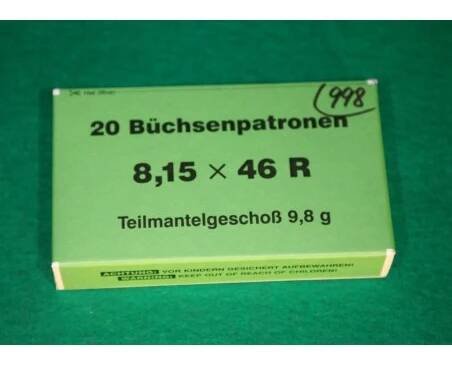 (998
20 Büchsenpatronen
8,15 × 46 R
Teilmantelgeschoß 9,8 g
ACHTUNG: VOR KINDERN GESICHERT AUFBEWAHREN!
WARNING: KEEP OUT OF REACH OF CHILDREN!